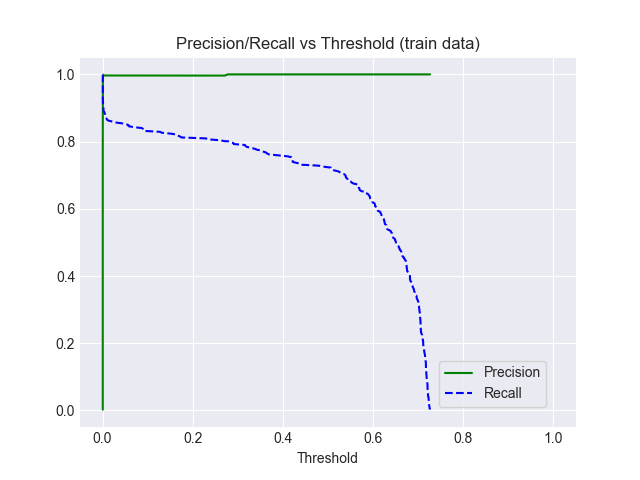 Precision/Recall vs Threshold (train data)
1.0
0.8
0.6
0.4
0.2
0.0
Precision
Recall
0.0 0.2 0.4 0.6 0.8 1.0
Threshold